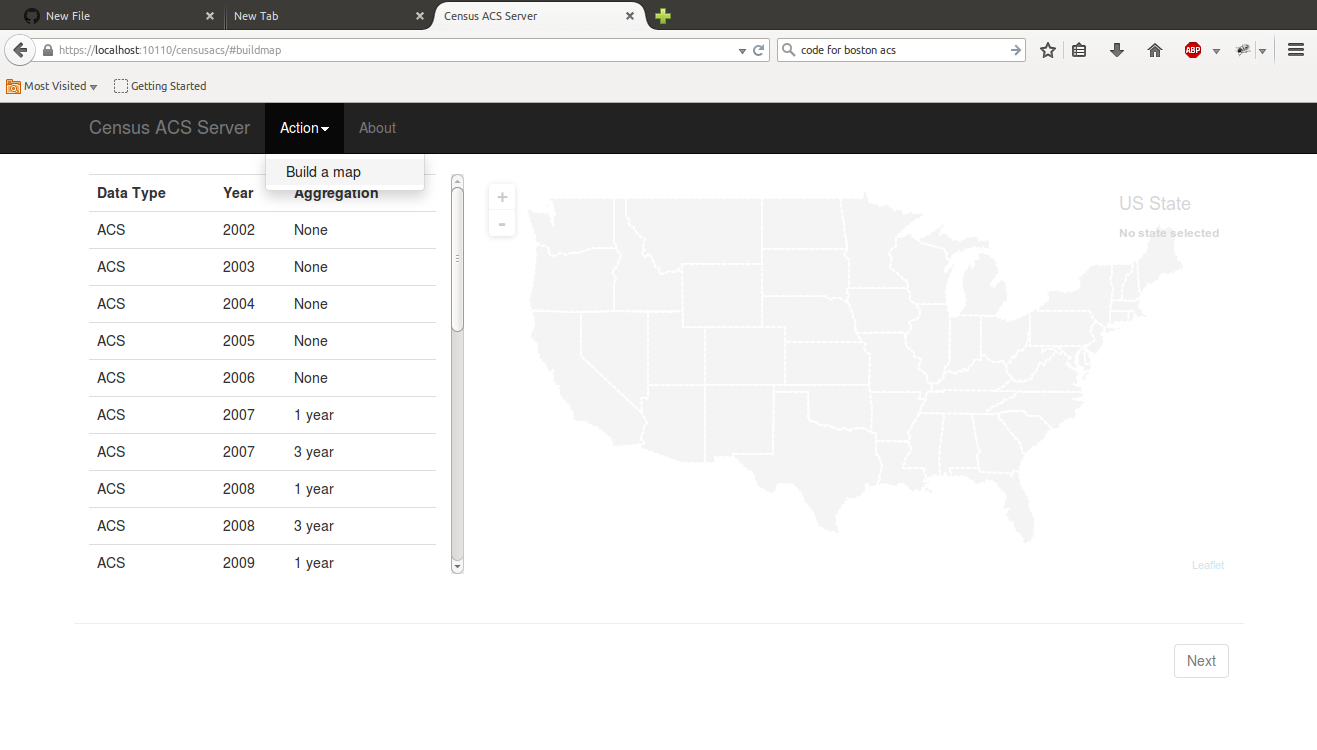 New File
New Tab
Census ACS Server
https://localhost:10110/censusacs/#buildmap
code for boston acs
ABP
Most Visited
Getting Started
Census ACS Server
Action
About
Build a map
Data Type Year Aggregation
ACS 2002 None
ACS 2003 None
ACS 2004 None
ACS 2005 None
ACS 2006 None
ACS 2007 1 year
ACS 2007 3 year
ACS 2008 1 year
ACS 2008 3 year
ACS 2009 1 year
+
-
US State
No state selected
Leaflet
Next